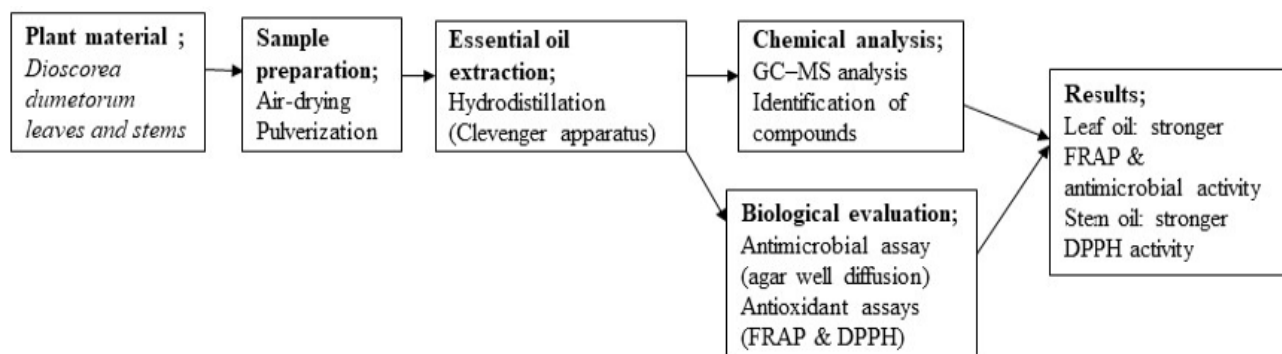 Plant material ;
Dioscorea
dumetorum
leaves and stems
Sample
preparation;
Air-drying
Pulverization
Essential oil
extraction;
Hydrodistillation
(Clevenger apparatus)
Chemical analysis;
GC–MS analysis
Identification of
compounds
Biological evaluation;
Antimicrobial assay
(agar well diffusion)
Antioxidant assays
(FRAP & DPPH)
Results;
Leaf oil: stronger
FRAP &
antimicrobial activity
Stem oil: stronger
DPPH activity